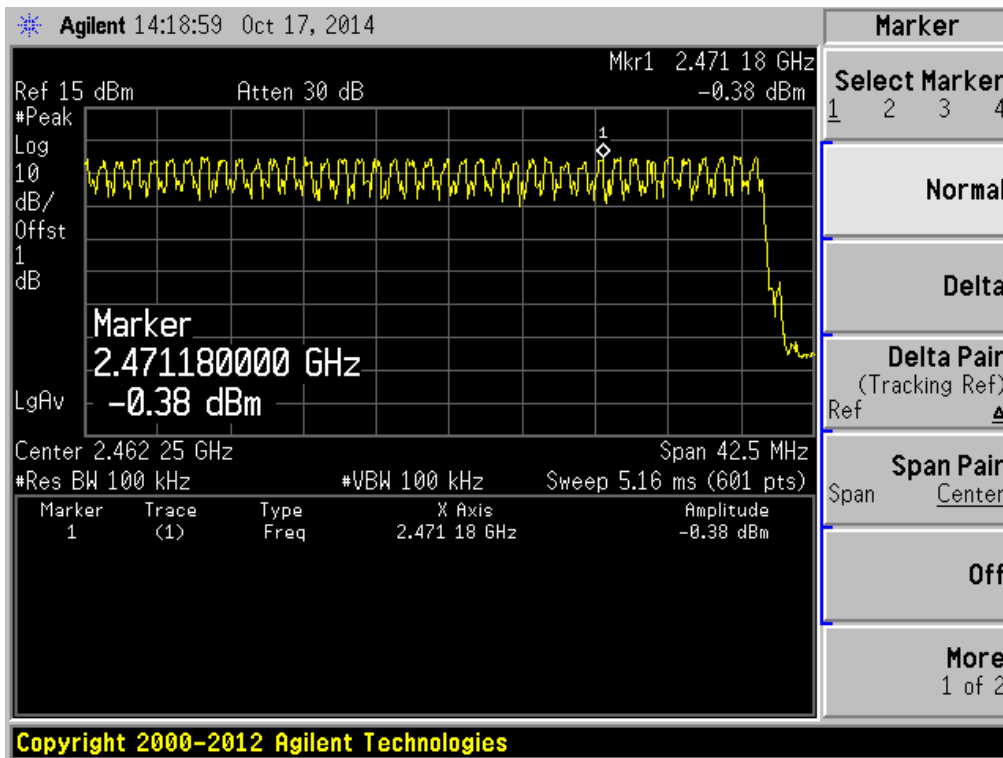 Agilent 14:18:59 Oct 17, 2014
Mkr1 2.471 18 GHz
Ref 15 dBm Atten 30 dB -0.38 dBm
#Peak
Log
10
dB/
Offst
1
dB
LgAv
1
Marker
2.471180000 GHz
-0.38 dBm
Center 2.462 25 GHz Span 42.5 MHz
#Res BW 100 kHz #VBW 100 kHz Sweep 5.16 ms (601 pts)
Marker Trace Type X Axis Amplitude
1 (1) Freq 2.471 18 GHz -0.38 dBm
Marker
Select Marker
1 2 3 4
Normal
Delta
Delta Pair
(Tracking Ref)
Ref Δ
Span Pair
Span Center
Off
More
1 of 2
Copyright 2000-2012 Agilent Technologies